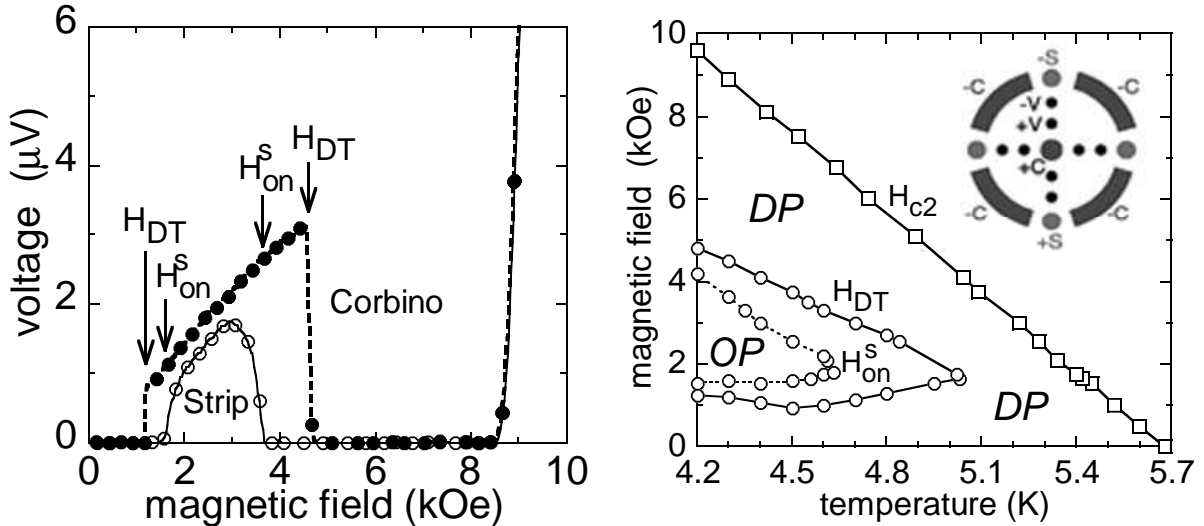 6
4
2
0
voltage (μV)
H_DT
H^s_on
H^s_on
H_DT
Corbino
Strip
0 2 4 6 8 10
magnetic field (kOe)
10
8
6
4
2
0
magnetic field (kOe)
DP
H_c2
H_DT
OP
H^s_on
DP
-S
-C
-C
-V
+V
+C
-C
-C
+S
4.2 4.5 4.8 5.1 5.4 5.7
temperature (K)